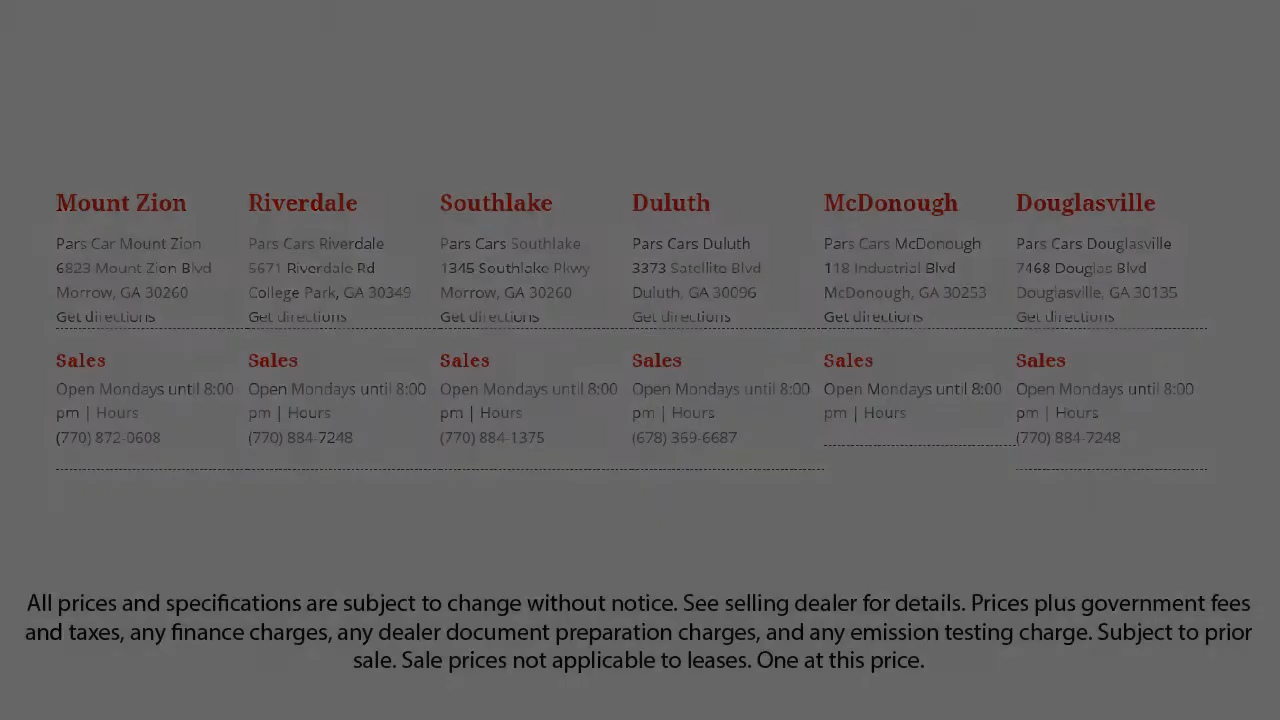 Mount Zion
Pars Car Mount Zion
6823 Mount Zion Blvd
Morrow, GA 30260
Get directions
Sales
Open Mondays until 8:00
pm | Hours
(770) 872-0608
Riverdale
Pars Cars Riverdale
5671 Riverdale Rd
College Park, GA 30349
Get directions
Sales
Open Mondays until 8:00
pm | Hours
(770) 884-7248
Southlake
Pars Cars Southlake
1345 Southlake Pkwy
Morrow, GA 30260
Get directions
Sales
Open Mondays until 8:00
pm | Hours
(770) 884-1375
Duluth
Pars Cars Duluth
3373 Satellite Blvd
Duluth, GA 30096
Get directions
Sales
Open Mondays until 8:00
pm | Hours
(678) 369-6687
McDonough
Pars Cars McDonough
118 Industrial Blvd
McDonough, GA 30253
Get directions
Sales
Open Mondays until 8:00
pm | Hours
Douglasville
Pars Cars Douglasville
7468 Douglas Blvd
Douglasville, GA 30135
Get directions
Sales
Open Mondays until 8:00
pm | Hours
(770) 884-7248
All prices and specifications are subject to change without notice. See selling dealer for details. Prices plus government fees
and taxes, any finance charges, any dealer document preparation charges, and any emission testing charge. Subject to prior
sale. Sale prices not applicable to leases. One at this price.